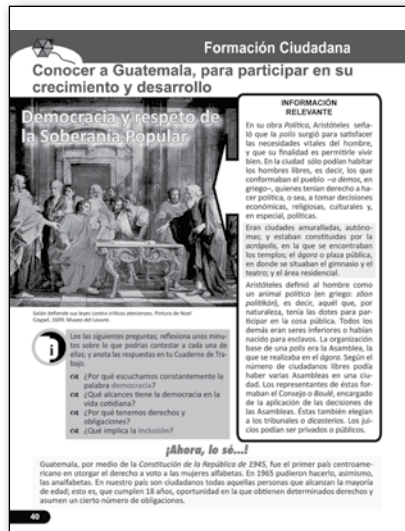 Formación Ciudadana
Conocer a Guatemala, para participar en su
crecimiento y desarrollo
Democracia y respeto de
la Soberanía Popular
Solón defiende sus leyes contra críticos atenienses. Pintura de Noel
Coypel, 1699. Museo del Louvre.
i
Lee las siguientes preguntas; reflexiona unos minu-
tos sobre lo que podrías contestar a cada una de
ellas; y anota las respuestas en tu Cuaderno de Tra-
bajo.
¿Por qué escuchamos constantemente la
palabra democracia?
¿Qué alcances tiene la democracia en la
vida cotidiana?
¿Por qué tenemos derechos y
obligaciones?
¿Qué implica la inclusión?
INFORMACIÓN
RELEVANTE
En su obra Política, Aristóteles seña-
ló que la polis surgió para satisfacer
las necesidades vitales del hombre,
y que su finalidad es permitirle vivir
bien. En la ciudad sólo podían habitar
los hombres libres, es decir, los que
conformaban el pueblo –o demos, en
griego–, quienes tenían derecho a ha-
cer política, o sea, a tomar decisiones
económicas, religiosas, culturales y,
en especial, políticas.
Eran ciudades amuralladas, autóno-
mas; y estaban constituidas por la
acrópolis, en la que se encontraban
los templos; el ágora o plaza pública,
en donde se situaban el gimnasio y el
teatro; y el área residencial.
Aristóteles definió al hombre como
un animal político (en griego: zóon
politikón), es decir, aquél que, por
naturaleza, tenía las dotes para par-
ticipar en la cosa pública. Todos los
demás eran seres inferiores o habían
nacido para esclavos. La organización
base de una polis era la Asamblea, la
que se realizaba en el ágora. Según el
número de ciudadanos libres podía
haber varias Asambleas en una ciu-
dad. Los representantes de éstas for-
maban el Consejo o Boulé, encargado
de la aplicación de las decisiones de
las Asambleas. Éstas también elegían
a los tribunales o dicasterios. Los jui-
cios podían ser privados o públicos.
¡Ahora, lo sé...!
Guatemala, por medio de la Constitución de la República de 1945, fue el primer país centroame-
ricano en otorgar el derecho a voto a las mujeres alfabetas. En 1965 pudieron hacerlo, asimismo,
las analfabetas. En nuestro país son ciudadanos todas aquellas personas que alcanzan la mayoría
de edad; esto es, que cumplen 18 años, oportunidad en la que obtienen determinados derechos y
asumen un cierto número de obligaciones.
40